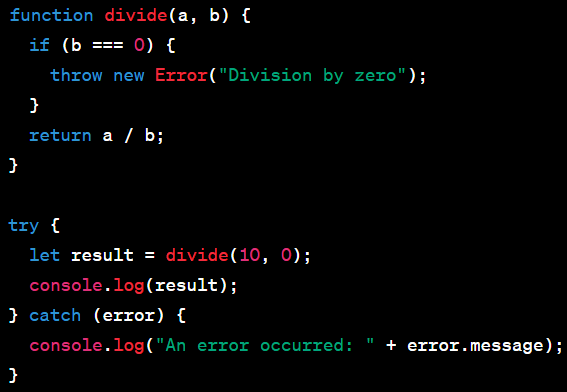 function divide(a, b) {
  if (b === 0) {
    throw new Error("Division by zero");
  }
  return a / b;
}

try {
  let result = divide(10, 0);
  console.log(result);
} catch (error) {
  console.log("An error occurred: " + error.message);
}